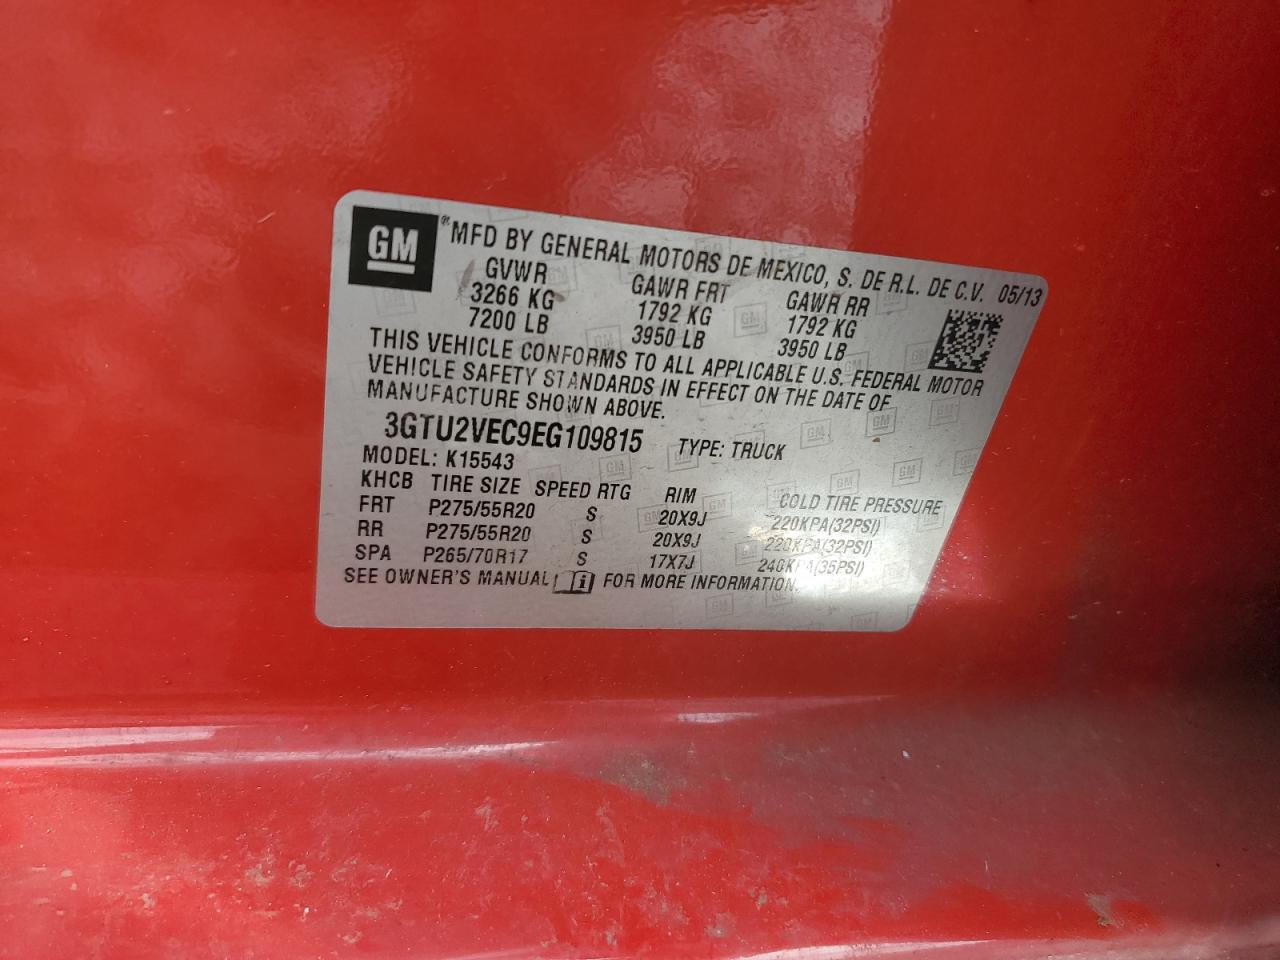 GM ® MFD BY GENERAL MOTORS DE MEXICO, S. DE R.L. DE C.V. 05/13
GVWR GAWR FRT GAWR RR
3266 KG 1792 KG 1792 KG
7200 LB 3950 LB 3950 LB
THIS VEHICLE CONFORMS TO ALL APPLICABLE U.S. FEDERAL MOTOR
VEHICLE SAFETY STANDARDS IN EFFECT ON THE DATE OF
MANUFACTURE SHOWN ABOVE.
3GTU2VEC9EG109815 TYPE: TRUCK
MODEL: K15543
KHCB TIRE SIZE SPEED RTG RIM COLD TIRE PRESSURE
FRT P275/55R20 S 20X9J 220KPA(32PSI)
RR P275/55R20 S 20X9J 220KPA(32PSI)
SPA P265/70R17 S 17X7J 240KPA(35PSI)
SEE OWNER'S MANUAL i FOR MORE INFORMATION.